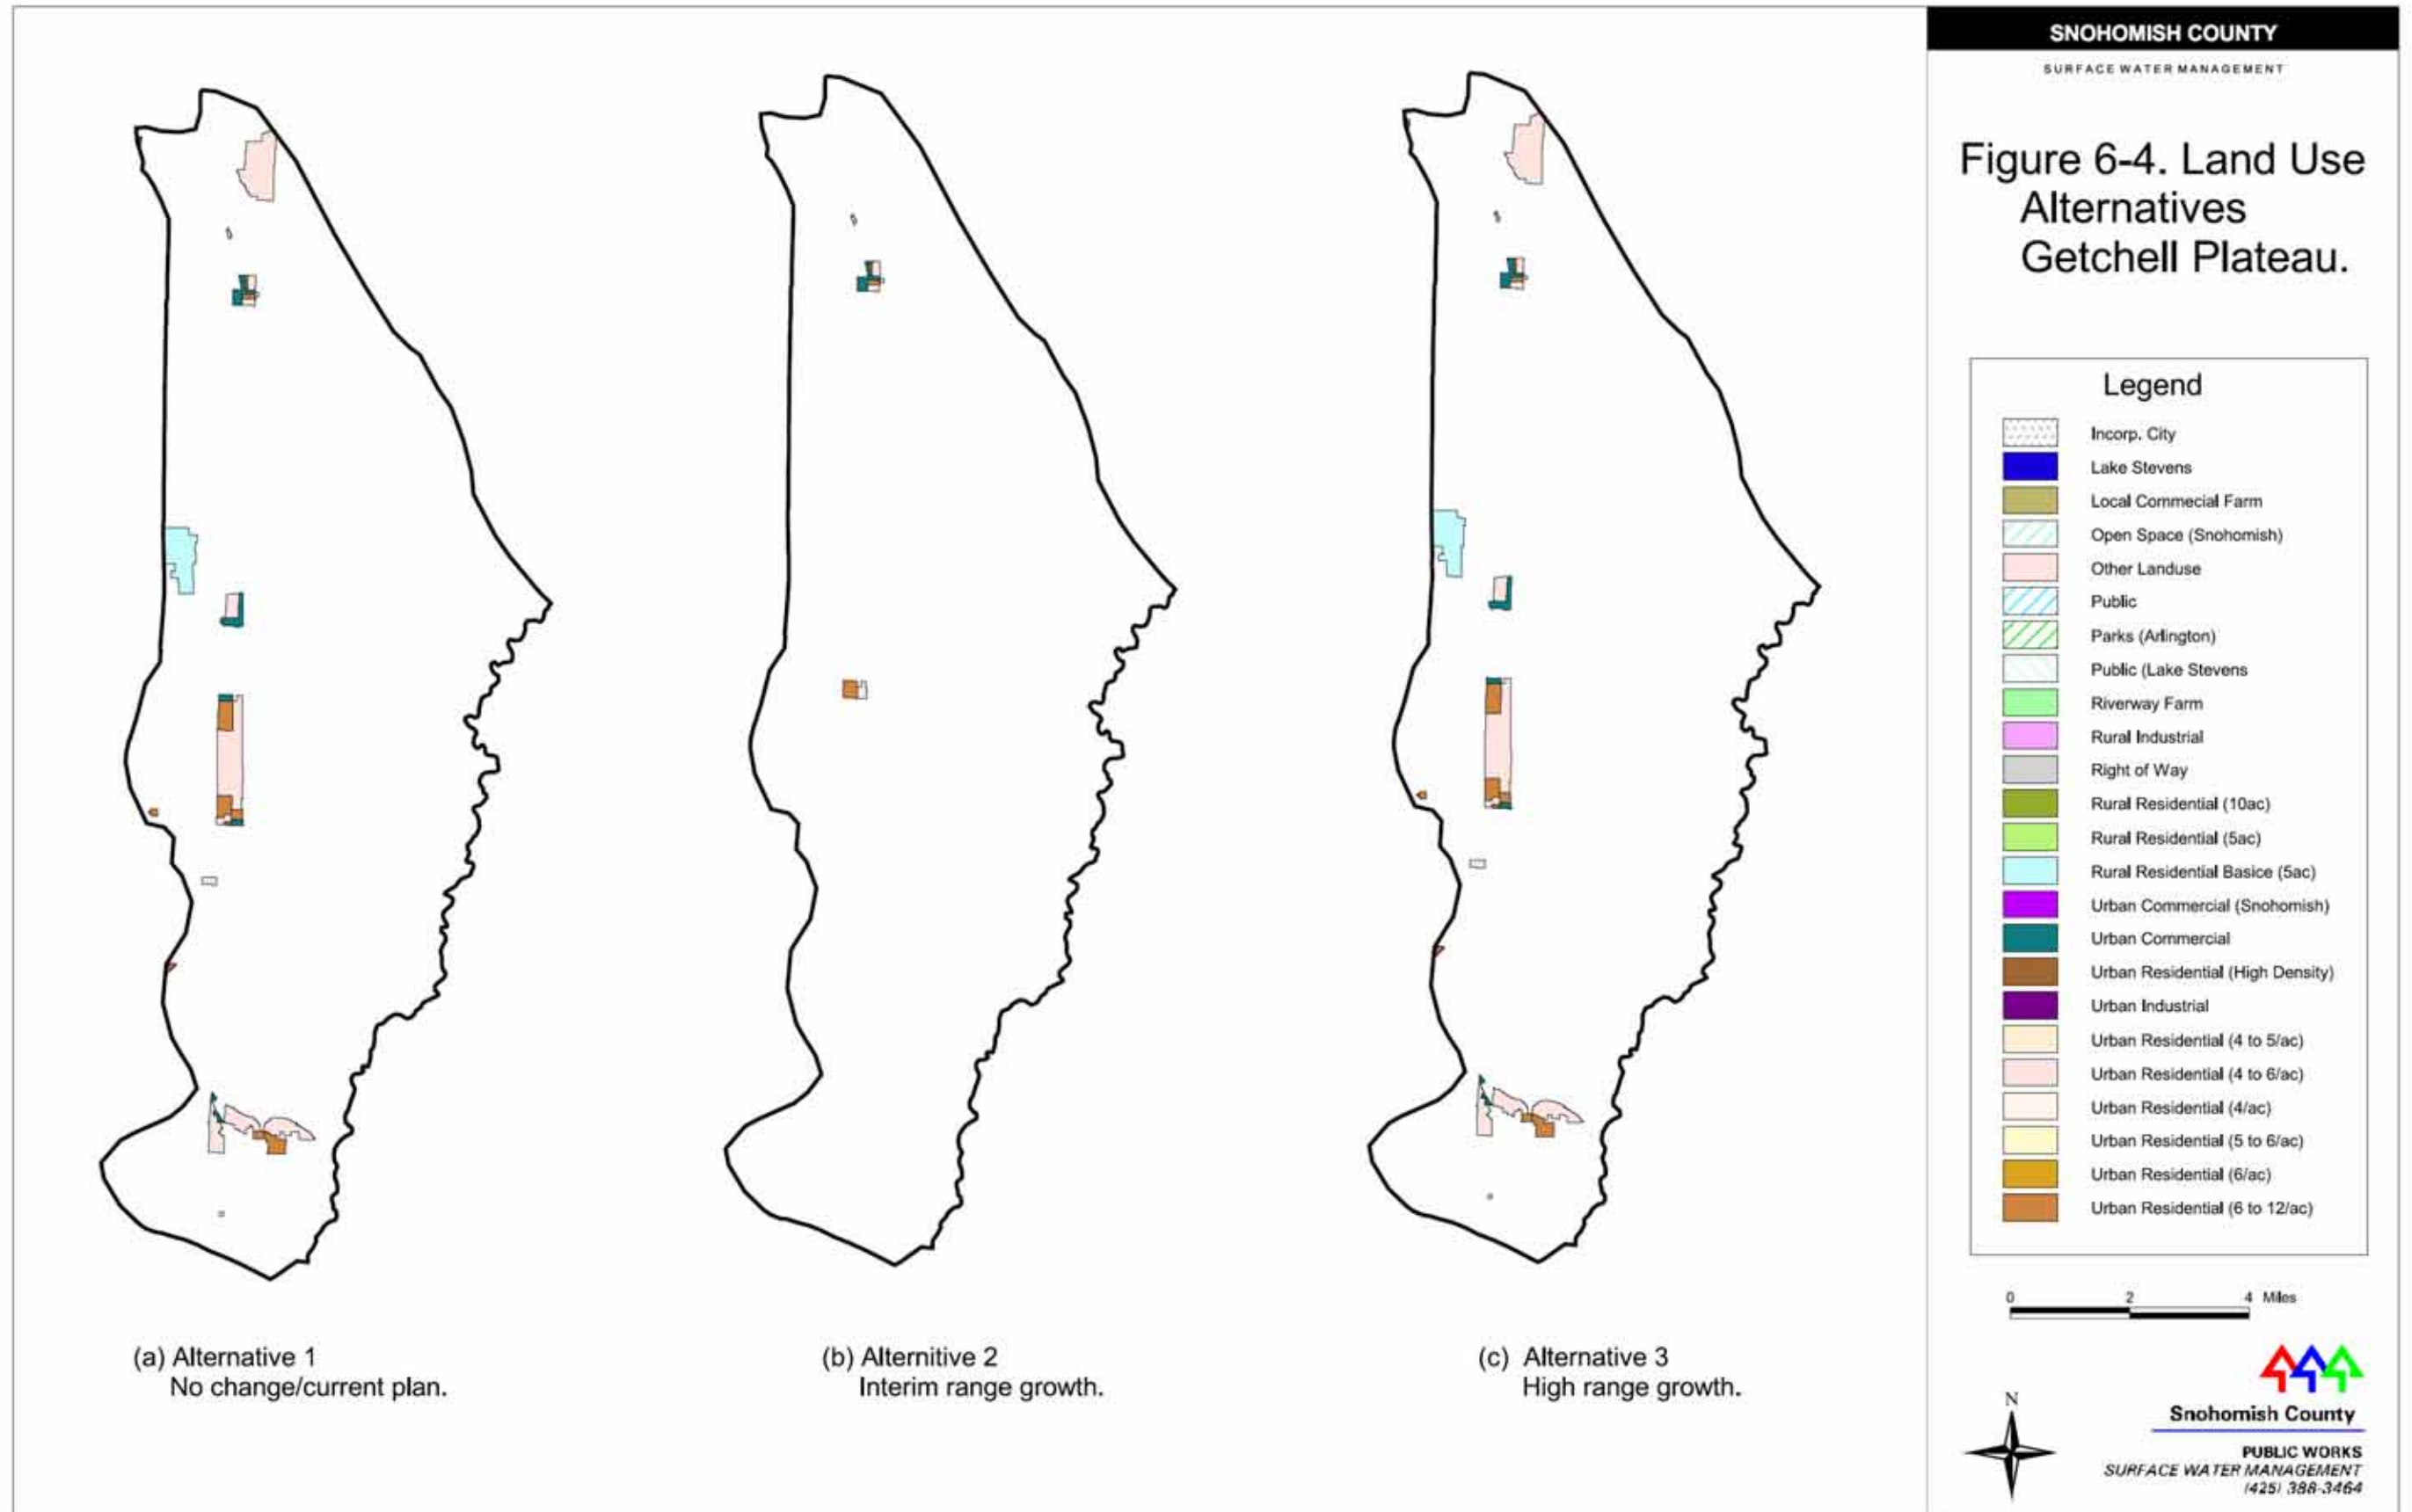 SNOHOMISH COUNTY
SURFACE WATER MANAGEMENT
Figure 6-4. Land Use
Alternatives
Getchell Plateau.
Legend
Incorp. City
Lake Stevens
Local Commecial Farm
Open Space (Snohomish)
Other Landuse
Public
Parks (Arlington)
Public (Lake Stevens
Riverway Farm
Rural Industrial
Right of Way
Rural Residential (10ac)
Rural Residential (5ac)
Rural Residential Basice (5ac)
Urban Commercial (Snohomish)
Urban Commercial
Urban Residential (High Density)
Urban Industrial
Urban Residential (4 to 5/ac)
Urban Residential (4 to 6/ac)
Urban Residential (4/ac)
Urban Residential (5 to 6/ac)
Urban Residential (6/ac)
Urban Residential (6 to 12/ac)
0 2 4 Miles
(a) Alternative 1
No change/current plan.
(b) Alternitive 2
Interim range growth.
(c) Alternative 3
High range growth.
N
Snohomish County
PUBLIC WORKS
SURFACE WATER MANAGEMENT
(425) 388-3464